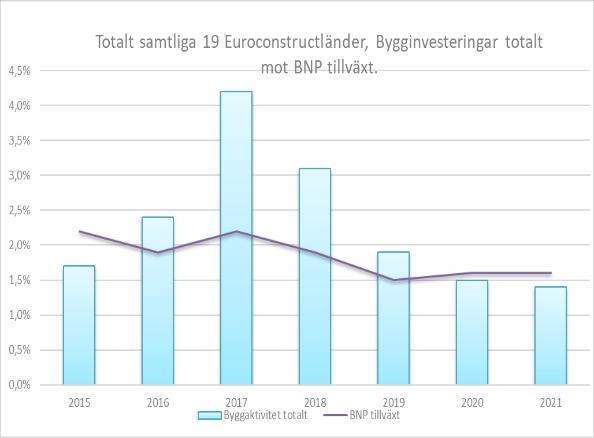 Totalt samtliga 19 Euroconstructländer, Bygginvesteringar totalt
mot BNP tillväxt.
4,5%
4,0%
3,5%
3,0%
2,5%
2,0%
1,5%
1,0%
0,5%
0,0%
2015 2016 2017 2018 2019 2020 2021
Byggaktivitet totalt BNP tillväxt